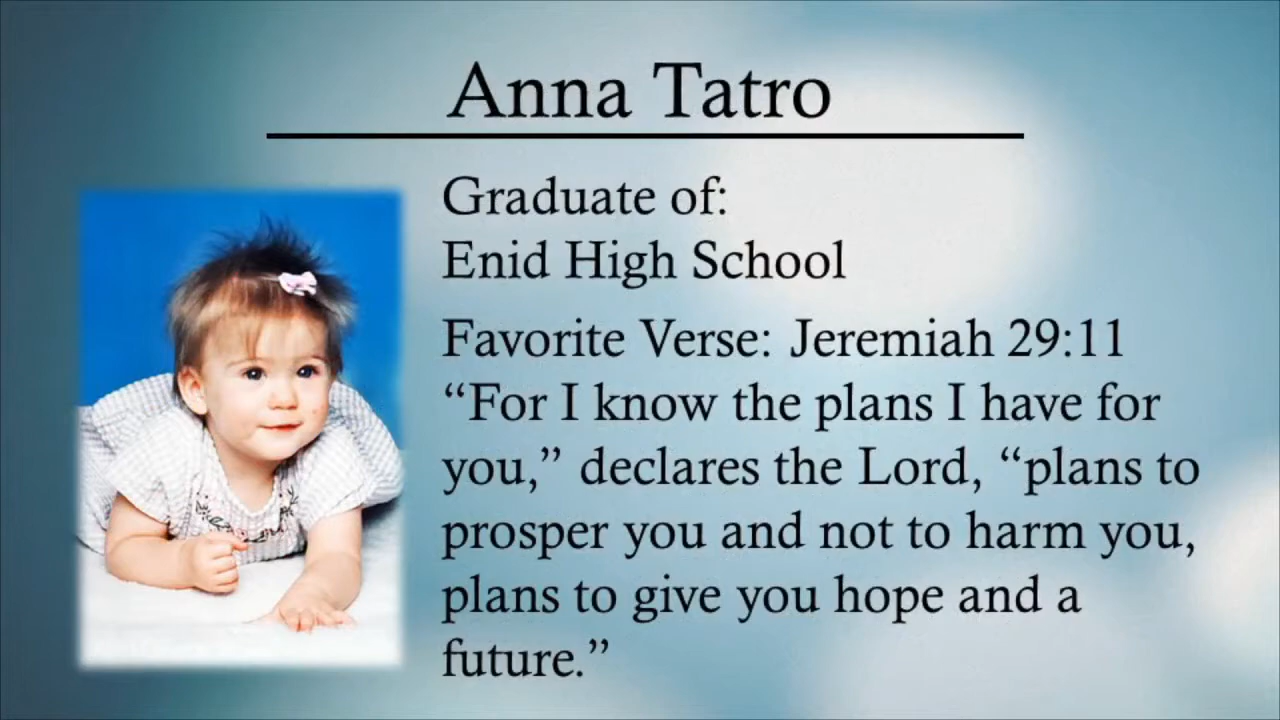 Anna Tatro
Graduate of:
Enid High School
Favorite Verse: Jeremiah 29:11
“For I know the plans I have for
you,” declares the Lord, “plans to
prosper you and not to harm you,
plans to give you hope and a
future.”